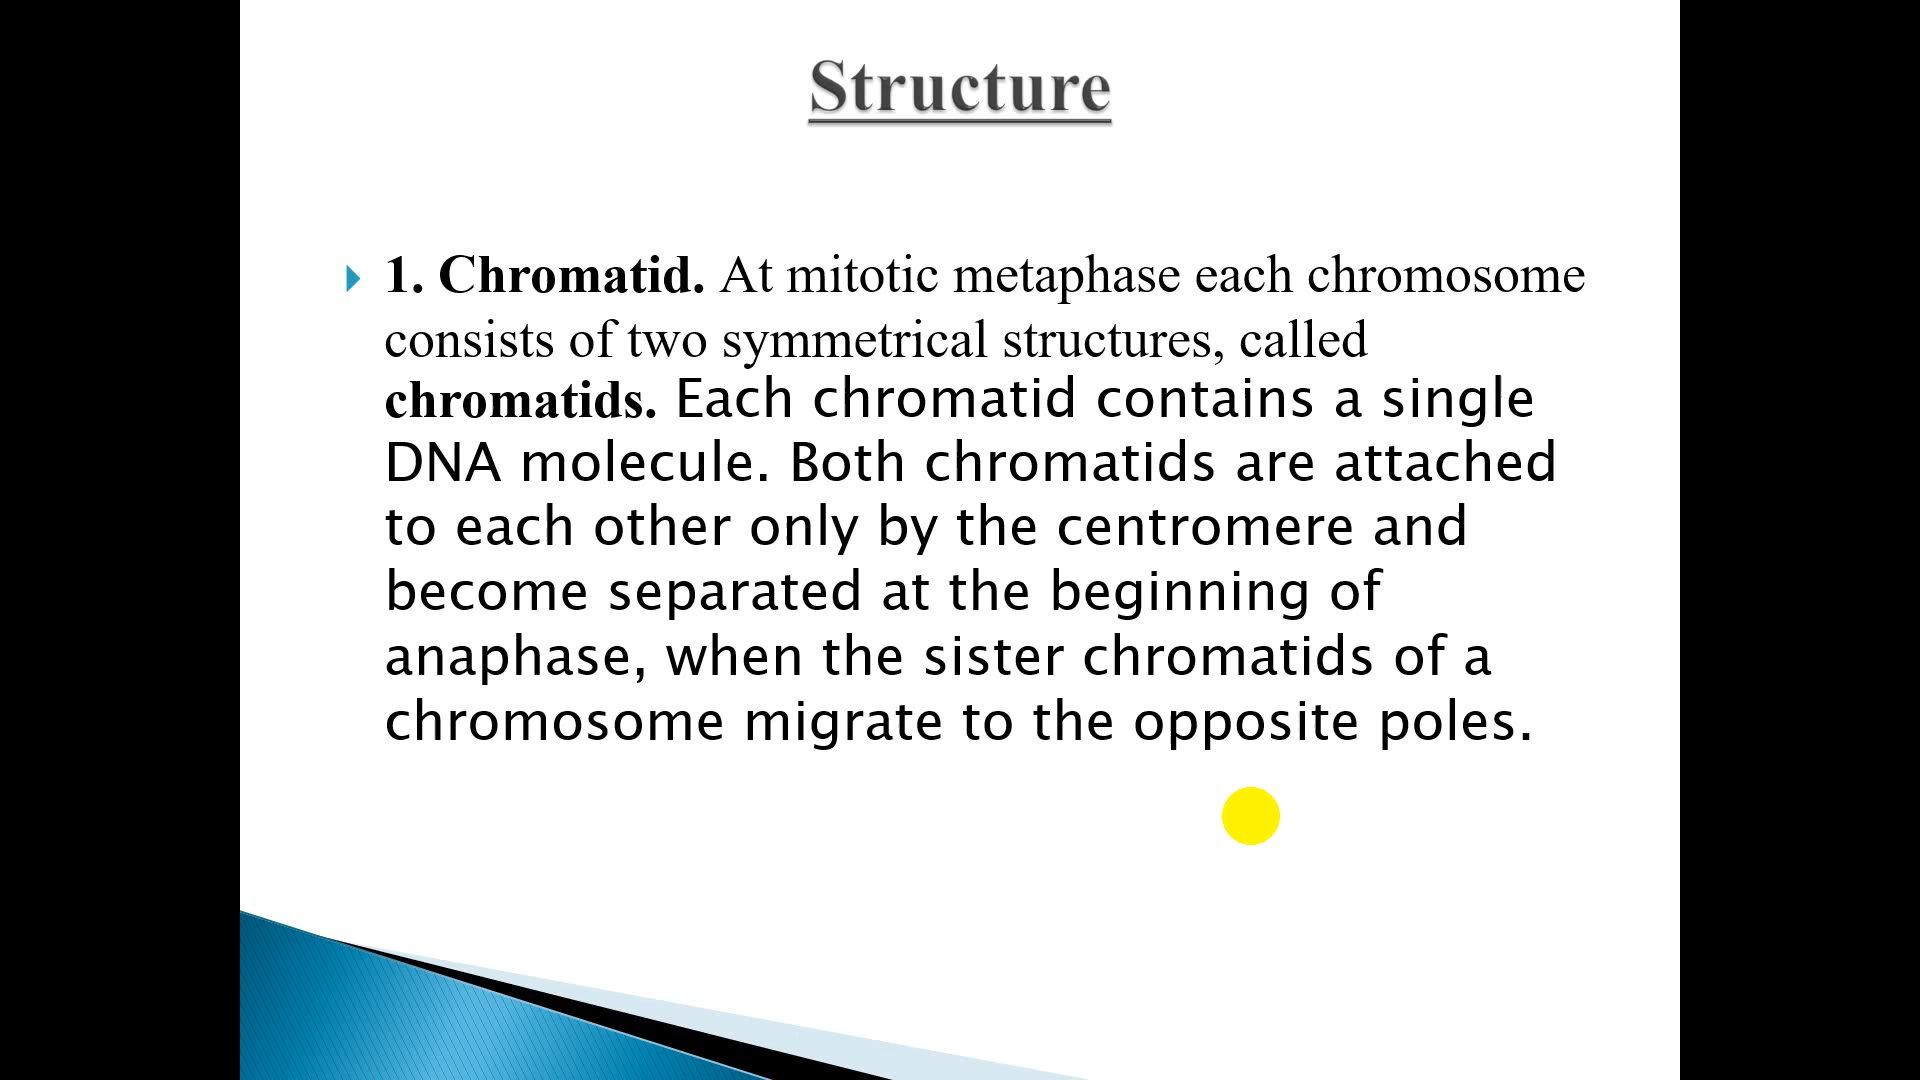 Structure
1. Chromatid. At mitotic metaphase each chromosome
consists of two symmetrical structures, called
chromatids. Each chromatid contains a single
DNA molecule. Both chromatids are attached
to each other only by the centromere and
become separated at the beginning of
anaphase, when the sister chromatids of a
chromosome migrate to the opposite poles.